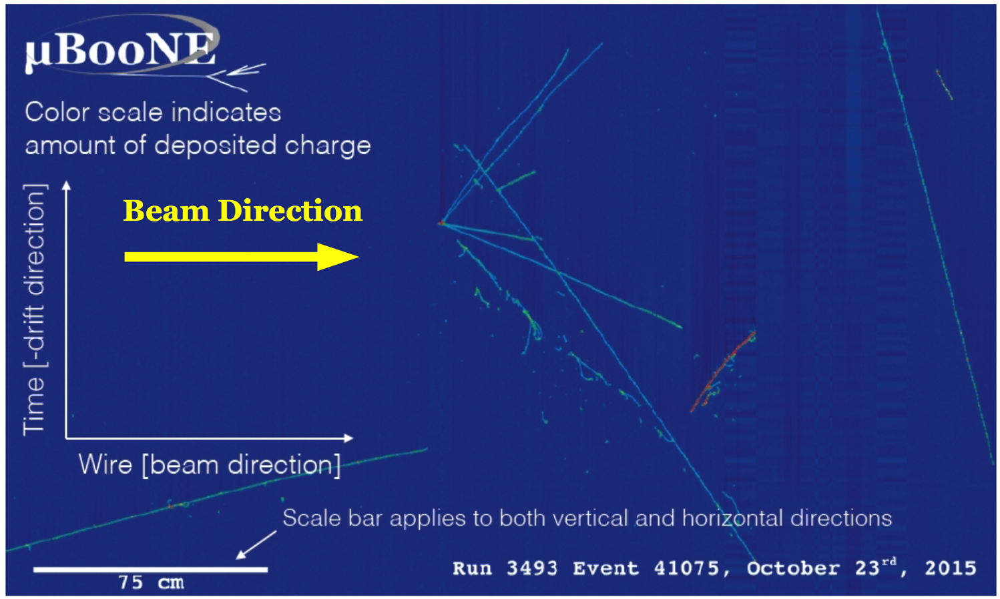 µBooNE
Color scale indicates
amount of deposited charge
Beam Direction
Time [-drift direction]
Wire [beam direction]
Scale bar applies to both vertical and horizontal directions
75 cm
Run 3493 Event 41075, October 23rd, 2015